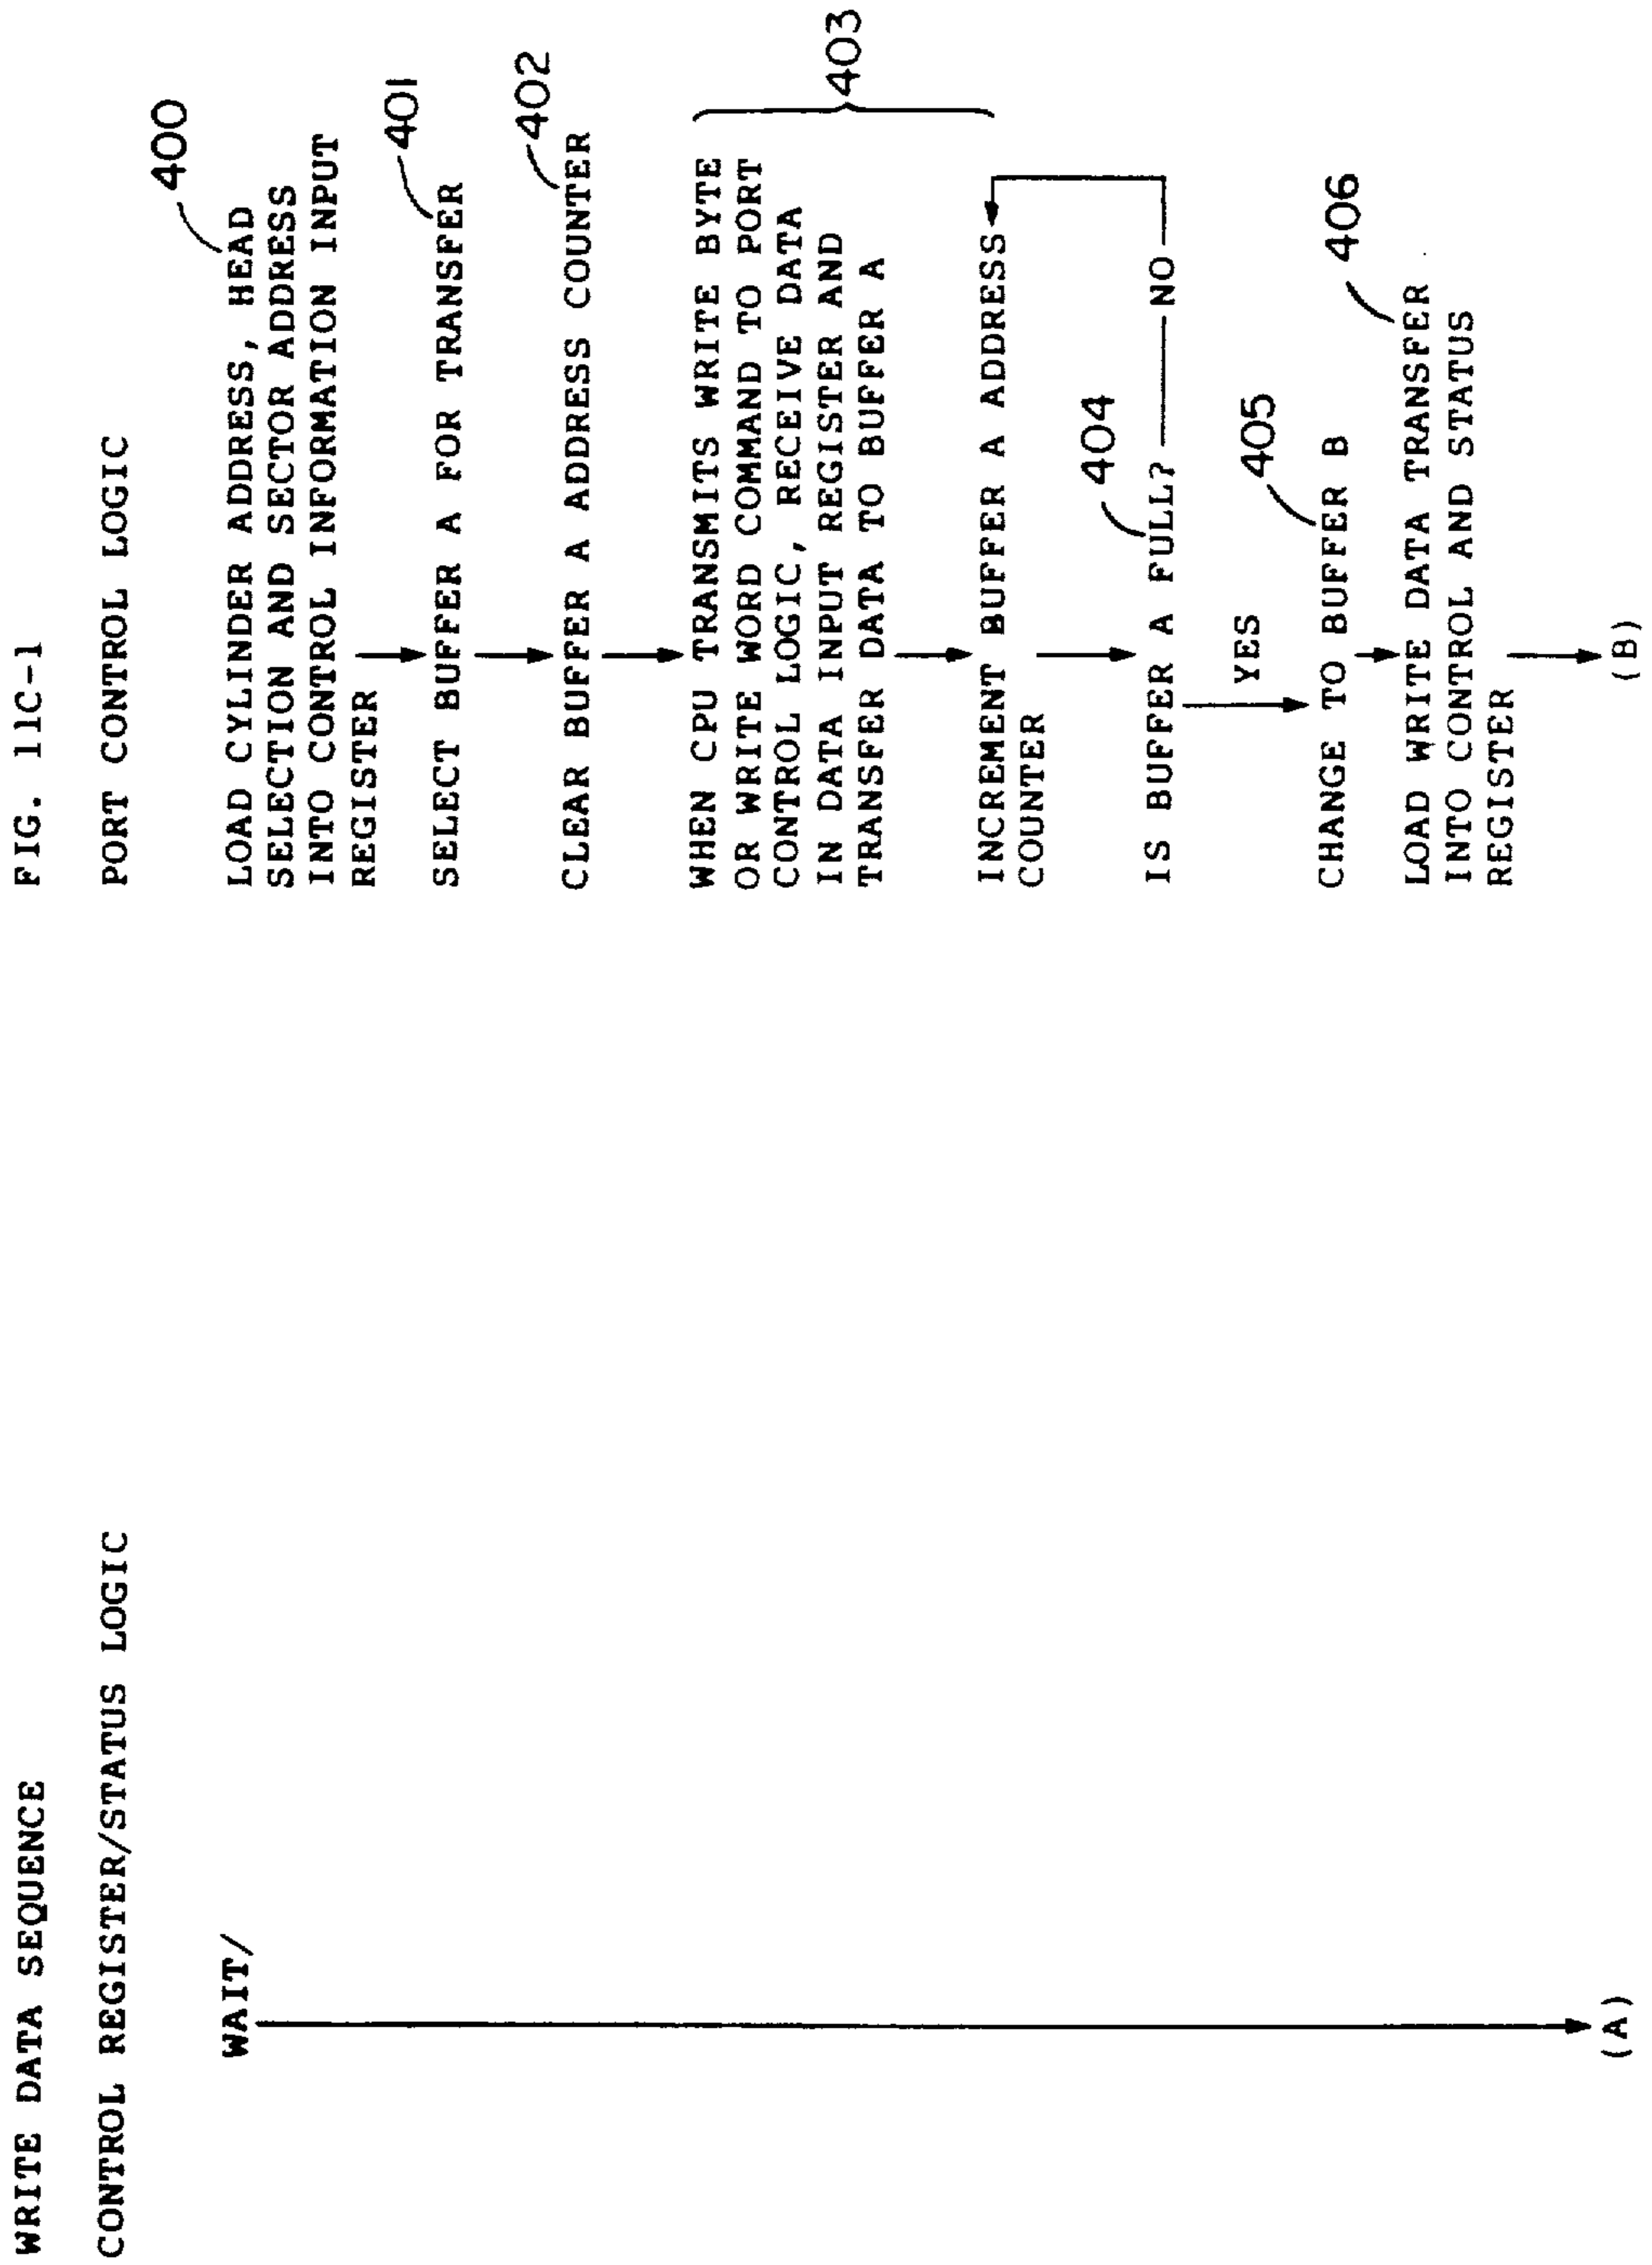 FIG. 11C-1
WRITE DATA SEQUENCE
CONTROL REGISTER/STATUS LOGIC
WAIT/
(A)
PORT CONTROL LOGIC
400
LOAD CYLINDER ADDRESS, HEAD
SELECTION AND SECTOR ADDRESS
INTO CONTROL INFORMATION INPUT
REGISTER
401
SELECT BUFFER A FOR TRANSFER
402
CLEAR BUFFER A ADDRESS COUNTER
WHEN CPU TRANSMITS WRITE BYTE
OR WRITE WORD COMMAND TO PORT
CONTROL LOGIC, RECEIVE DATA
IN DATA INPUT REGISTER AND
TRANSFER DATA TO BUFFER A
403
INCREMENT BUFFER A ADDRESS
COUNTER
404
IS BUFFER A FULL? NO
YES
405
CHANGE TO BUFFER B
406
LOAD WRITE DATA TRANSFER
INTO CONTROL AND STATUS
REGISTER
(B)